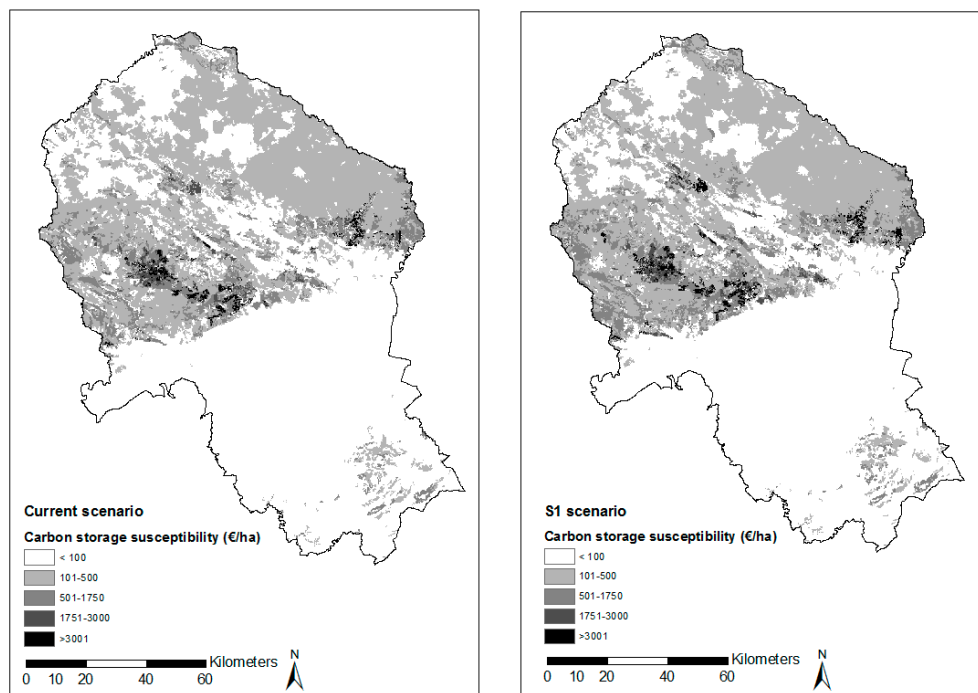 Current scenario
Carbon storage susceptibility (€/ha)
< 100
101-500
501-1750
1751-3000
>3001
Kilometers
0 10 20 40 60
N
S1 scenario
Carbon storage susceptibility (€/ha)
< 100
101-500
501-1750
1751-3000
>3001
Kilometers
0 10 20 40 60
N